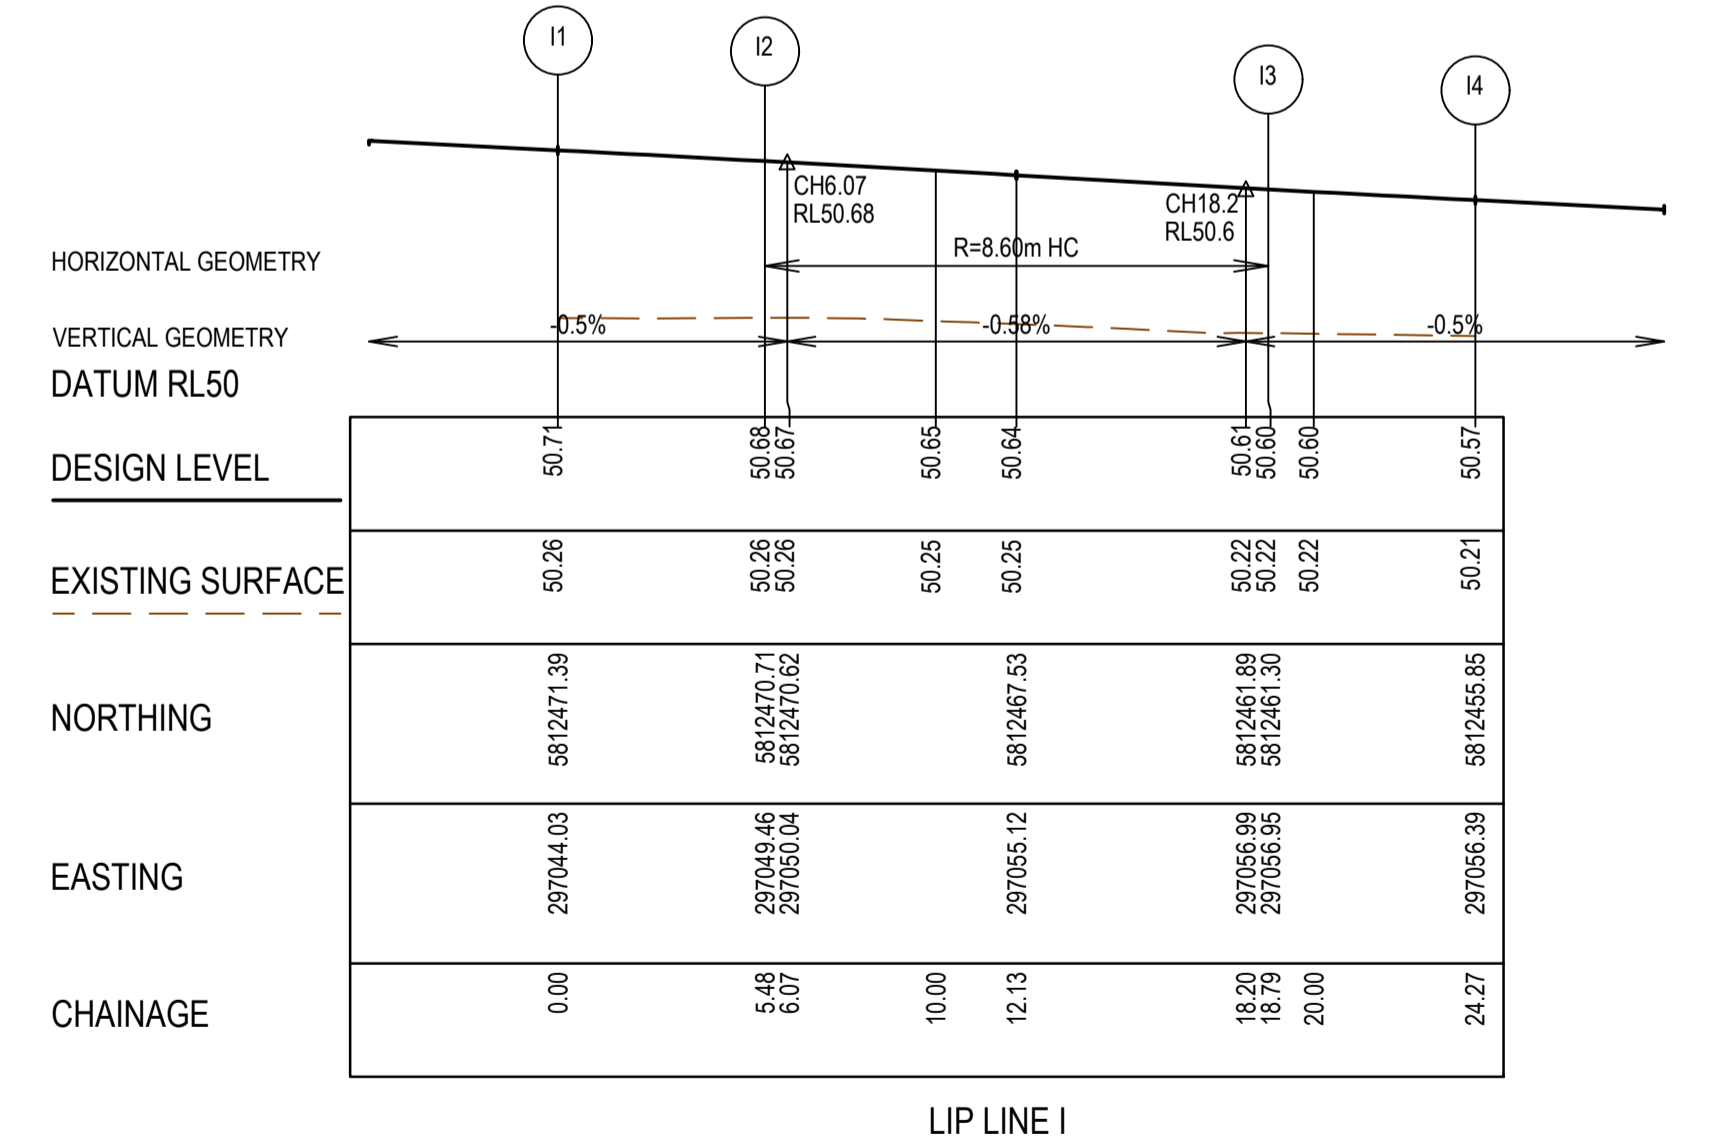 I1
I2
I3
I4
CH6.07
RL50.68
CH18.2
RL50.6
HORIZONTAL GEOMETRY
R=8.60m HC
VERTICAL GEOMETRY
-0.5% -0.58% -0.5%
DATUM RL50
DESIGN LEVEL 50.71 50.68 50.67 50.65 50.64 50.61 50.60 50.60 50.57
EXISTING SURFACE 50.26 50.26 50.26 50.25 50.25 50.22 50.22 50.22 50.21
NORTHING 5812471.39 5812470.71 5812470.62 5812467.53 5812461.89 5812461.30 5812455.85
EASTING 297044.03 297049.46 297050.04 297055.12 297056.99 297056.95 297056.39
CHAINAGE 0.00 5.48 6.07 10.00 12.13 18.20 18.79 20.00 24.27
LIP LINE I